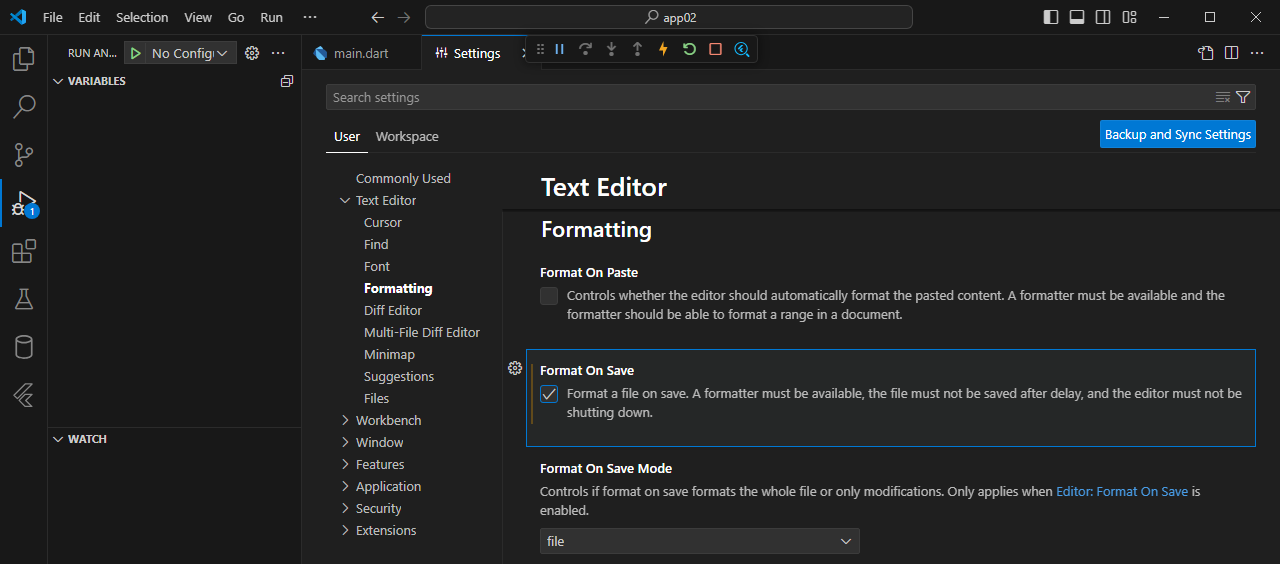 File Edit Selection View Go Run ···
app02
RUN AN... No Config ···
main.dart Settings
VARIABLES
Search settings
User Workspace
Backup and Sync Settings
Commonly Used
Text Editor
Cursor
Find
Font
Formatting
Diff Editor
Multi-File Diff Editor
Minimap
Suggestions
Files
Workbench
Window
Features
Application
Security
Extensions
1
WATCH
Text Editor
Formatting
Format On Paste
Controls whether the editor should automatically format the pasted content. A formatter must be available and the
formatter should be able to format a range in a document.
Format On Save
Format a file on save. A formatter must be available, the file must not be saved after delay, and the editor must not be
shutting down.
Format On Save Mode
Controls if format on save formats the whole file or only modifications. Only applies when Editor: Format On Save is
enabled.
file